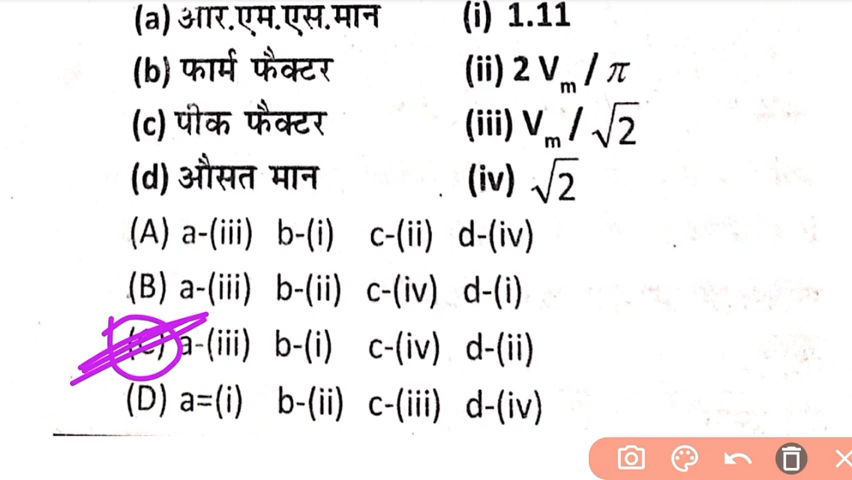 (a) आर.एम.एस.मान (i) 1.11
(b) फार्म फैक्टर (ii) 2 Vm / π
(c) पीक फैक्टर (iii) Vm / √2
(d) औसत मान (iv) √2
(A) a-(iii) b-(i) c-(ii) d-(iv)
(B) a-(iii) b-(ii) c-(iv) d-(i)
(C) a-(iii) b-(i) c-(iv) d-(ii)
(D) a=(i) b-(ii) c-(iii) d-(iv)